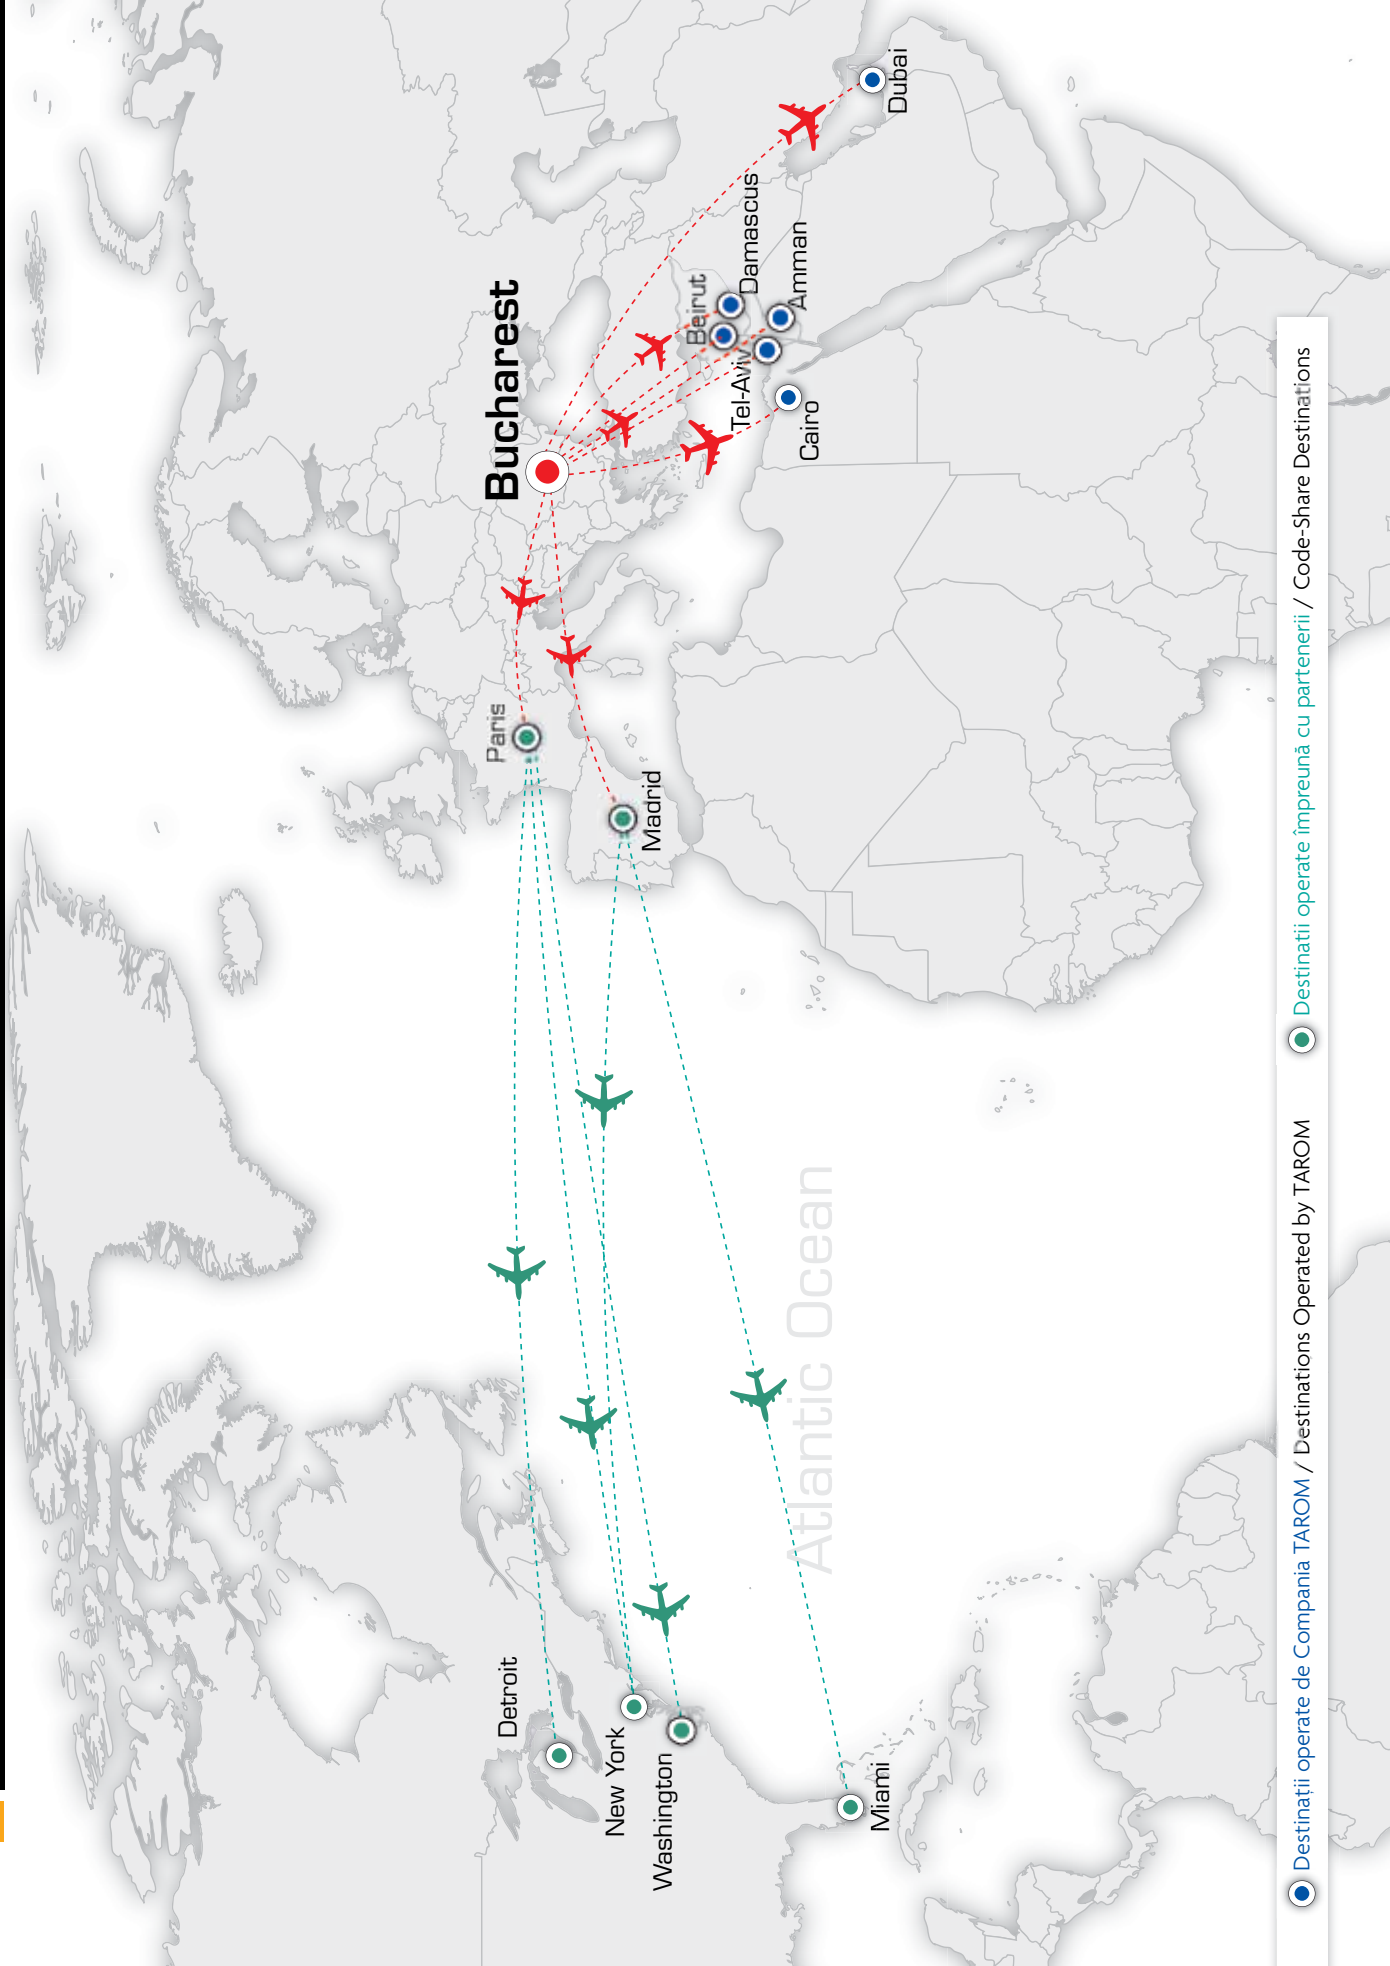 Detroit
New York
Washington
Miami
Atlantic Ocean
Paris
Madrid
Bucharest
Beirut
Damascus
Tel-Aviv
Amman
Cairo
Dubai
Destinații operate de Compania TAROM / Destinations Operated by TAROM
Destinatii operate împreună cu partenerii / Code-Share Destinations